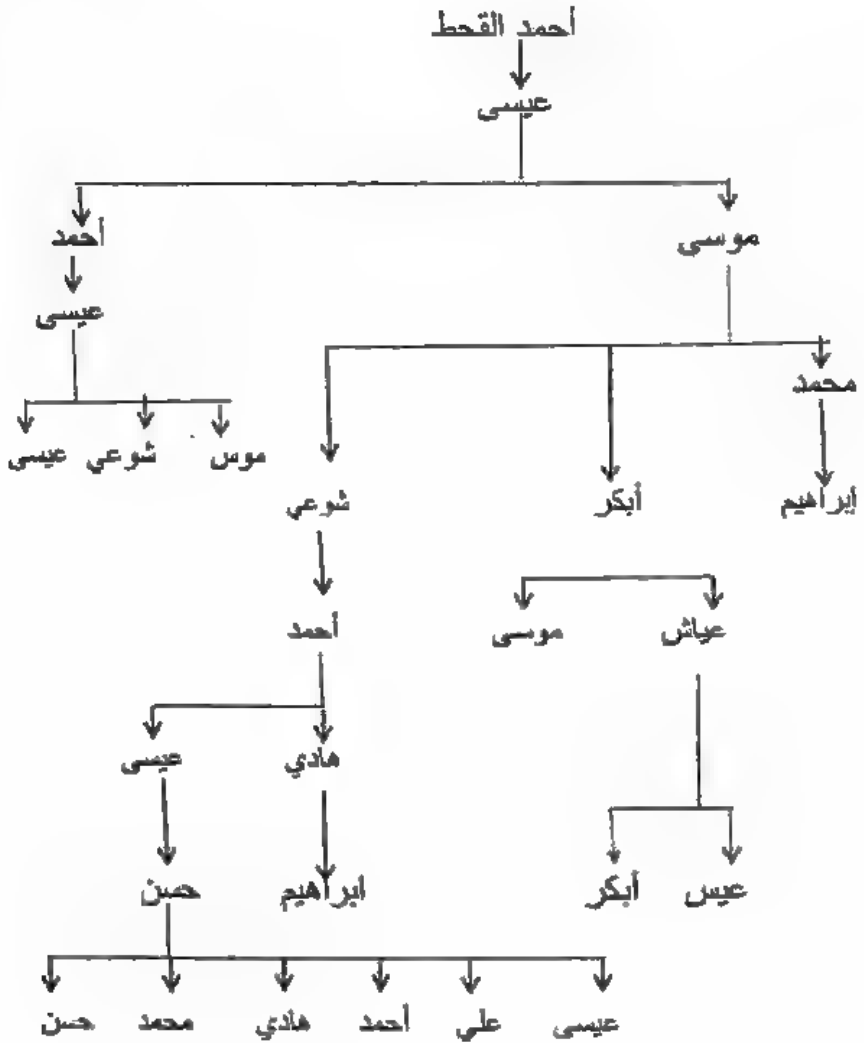 أحمد القحط
عيسى
موسى أحمد
عيسى
محمد
موس شوعي عيسى
إبراهيم أبكر شوعي
عياش موسى أحمد
هادي عيسى
عيس أبكر ابراهيم حسن
عيسى علي أحمد هادي محمد حسن